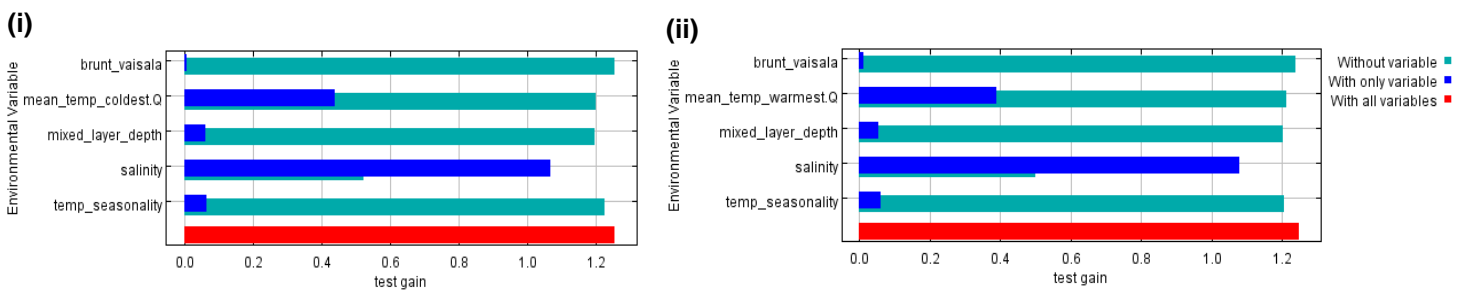 (i)
Environmental Variable
brunt_vaisala
mean_temp_coldest.Q
mixed_layer_depth
salinity
temp_seasonality
0.0 0.2 0.4 0.6 0.8 1.0 1.2
test gain
(ii)
Environmental Variable
brunt_vaisala
mean_temp_warmest.Q
mixed_layer_depth
salinity
temp_seasonality
0.0 0.2 0.4 0.6 0.8 1.0 1.2
test gain
Without variable
With only variable
With all variables